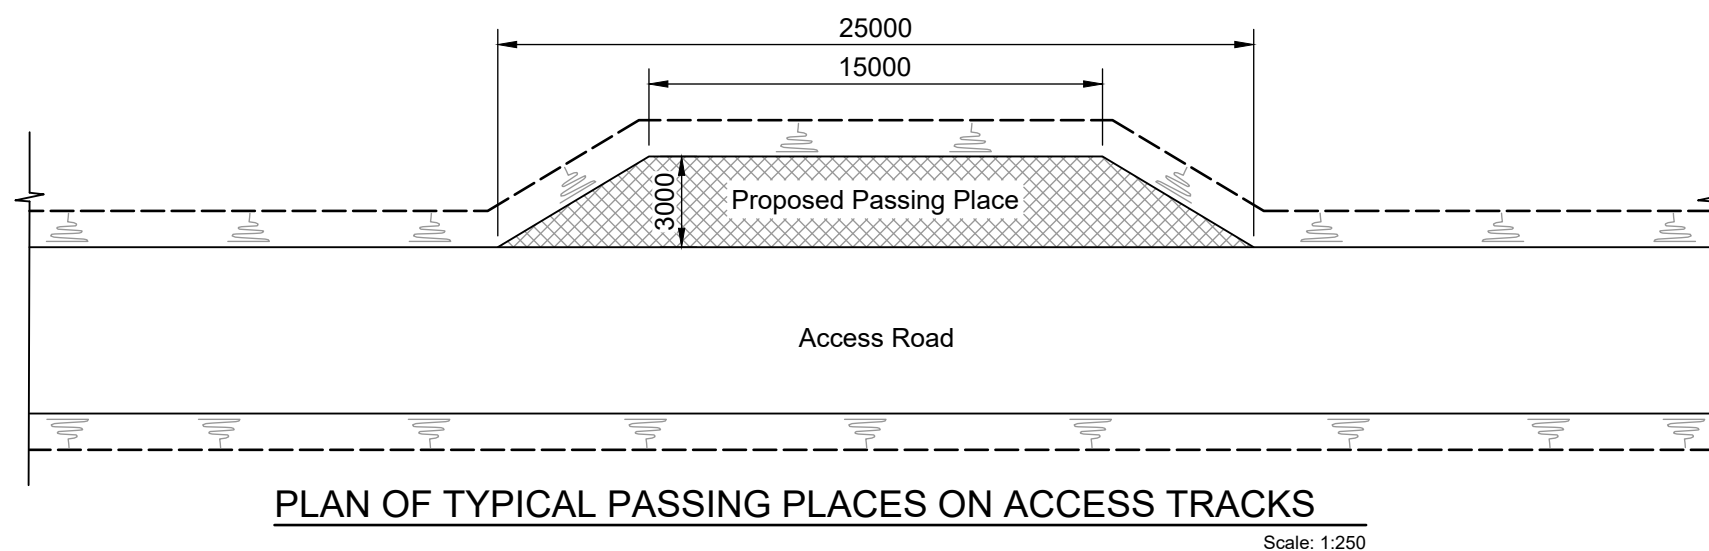 25000
15000
3000
Proposed Passing Place
Access Road
PLAN OF TYPICAL PASSING PLACES ON ACCESS TRACKS
Scale: 1:250